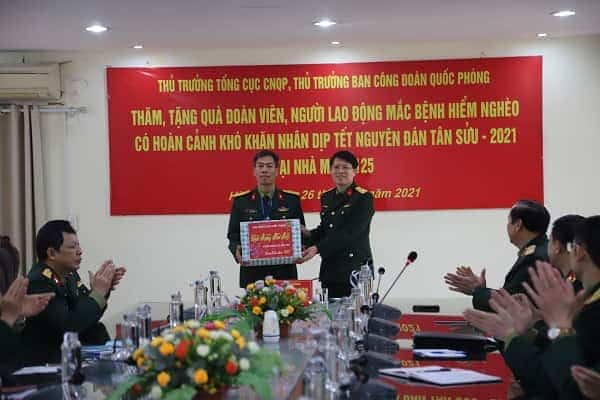 THỦ TRƯỞNG TỔNG CỤC CNQP, THỦ TRƯỞNG BAN CÔNG ĐOÀN QUỐC PHÒNG
THĂM, TẶNG QUÀ ĐOÀN VIÊN, NGƯỜI LAO ĐỘNG MẮC BỆNH HIỂM NGHÈO
CÓ HOÀN CẢNH KHÓ KHĂN NHÂN DỊP TẾT NGUYÊN ĐÁN TÂN SỬU - 2021
ẠI NHÀ M 25
26 2021